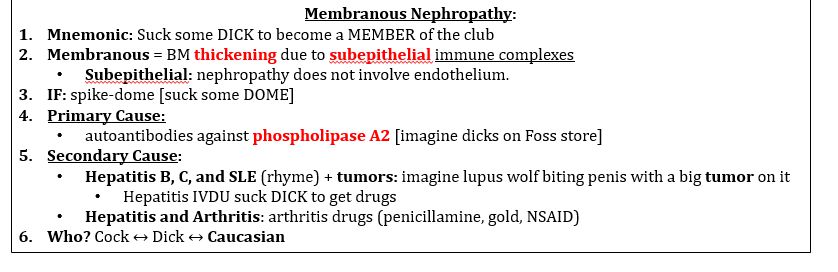 Membranous Nephropathy:
1. Mnemonic: Suck some DICK to become a MEMBER of the club
2. Membranous = BM thickening due to subepithelial immune complexes
• Subepithelial: nephropathy does not involve endothelium.
3. IF: spike-dome [suck some DOME]
4. Primary Cause:
• autoantibodies against phospholipase A2 [imagine dicks on Foss store]
5. Secondary Cause:
• Hepatitis B, C, and SLE (rhyme) + tumors: imagine lupus wolf biting penis with a big tumor on it
• Hepatitis IVDU suck DICK to get drugs
• Hepatitis and Arthritis: arthritis drugs (penicillamine, gold, NSAID)
6. Who? Cock ↔ Dick ↔ Caucasian